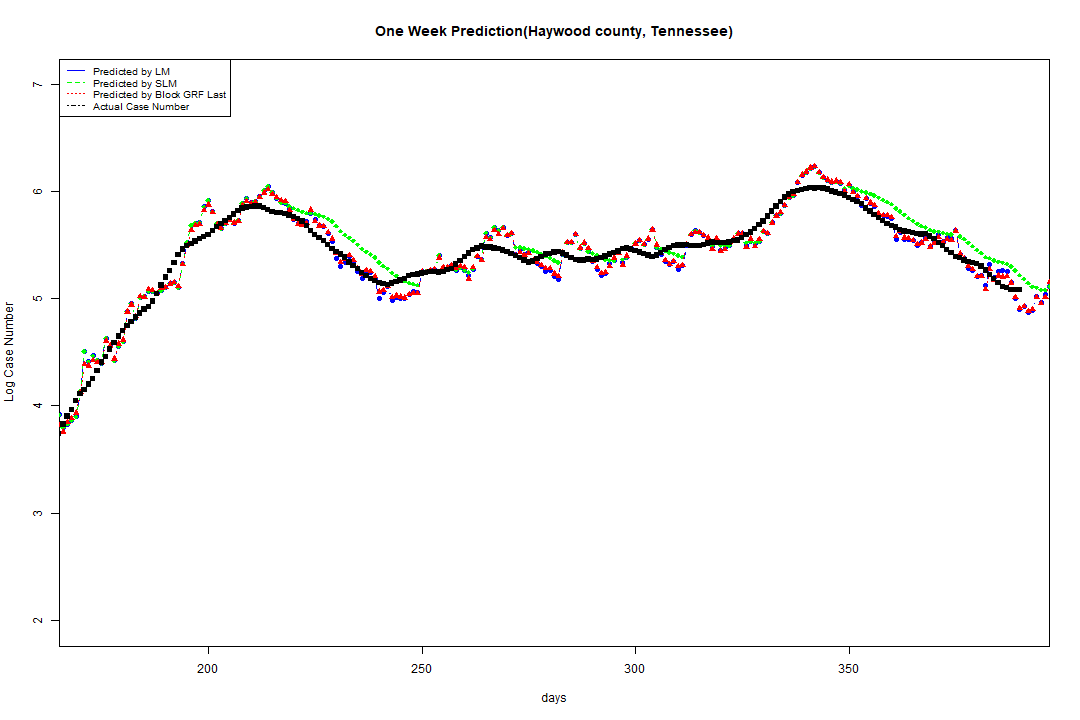 One Week Prediction(Haywood county, Tennessee)
Predicted by LM
Predicted by SLM
Predicted by Block GRF Last
Actual Case Number
7
6
5
4
3
2
Log Case Number
200
250
300
350
days